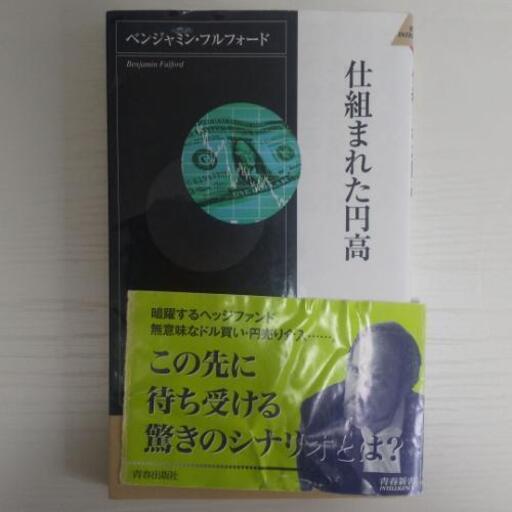 ベンジャミン・フルフォード
Benjamin Fulford
仕組まれた円高
暗躍するヘッジファンド
無意味なドル買い・円売り介入……
この先に
待ち受ける
驚きのシナリオとは?
青春出版社
青春新書
INTELLIGENCE